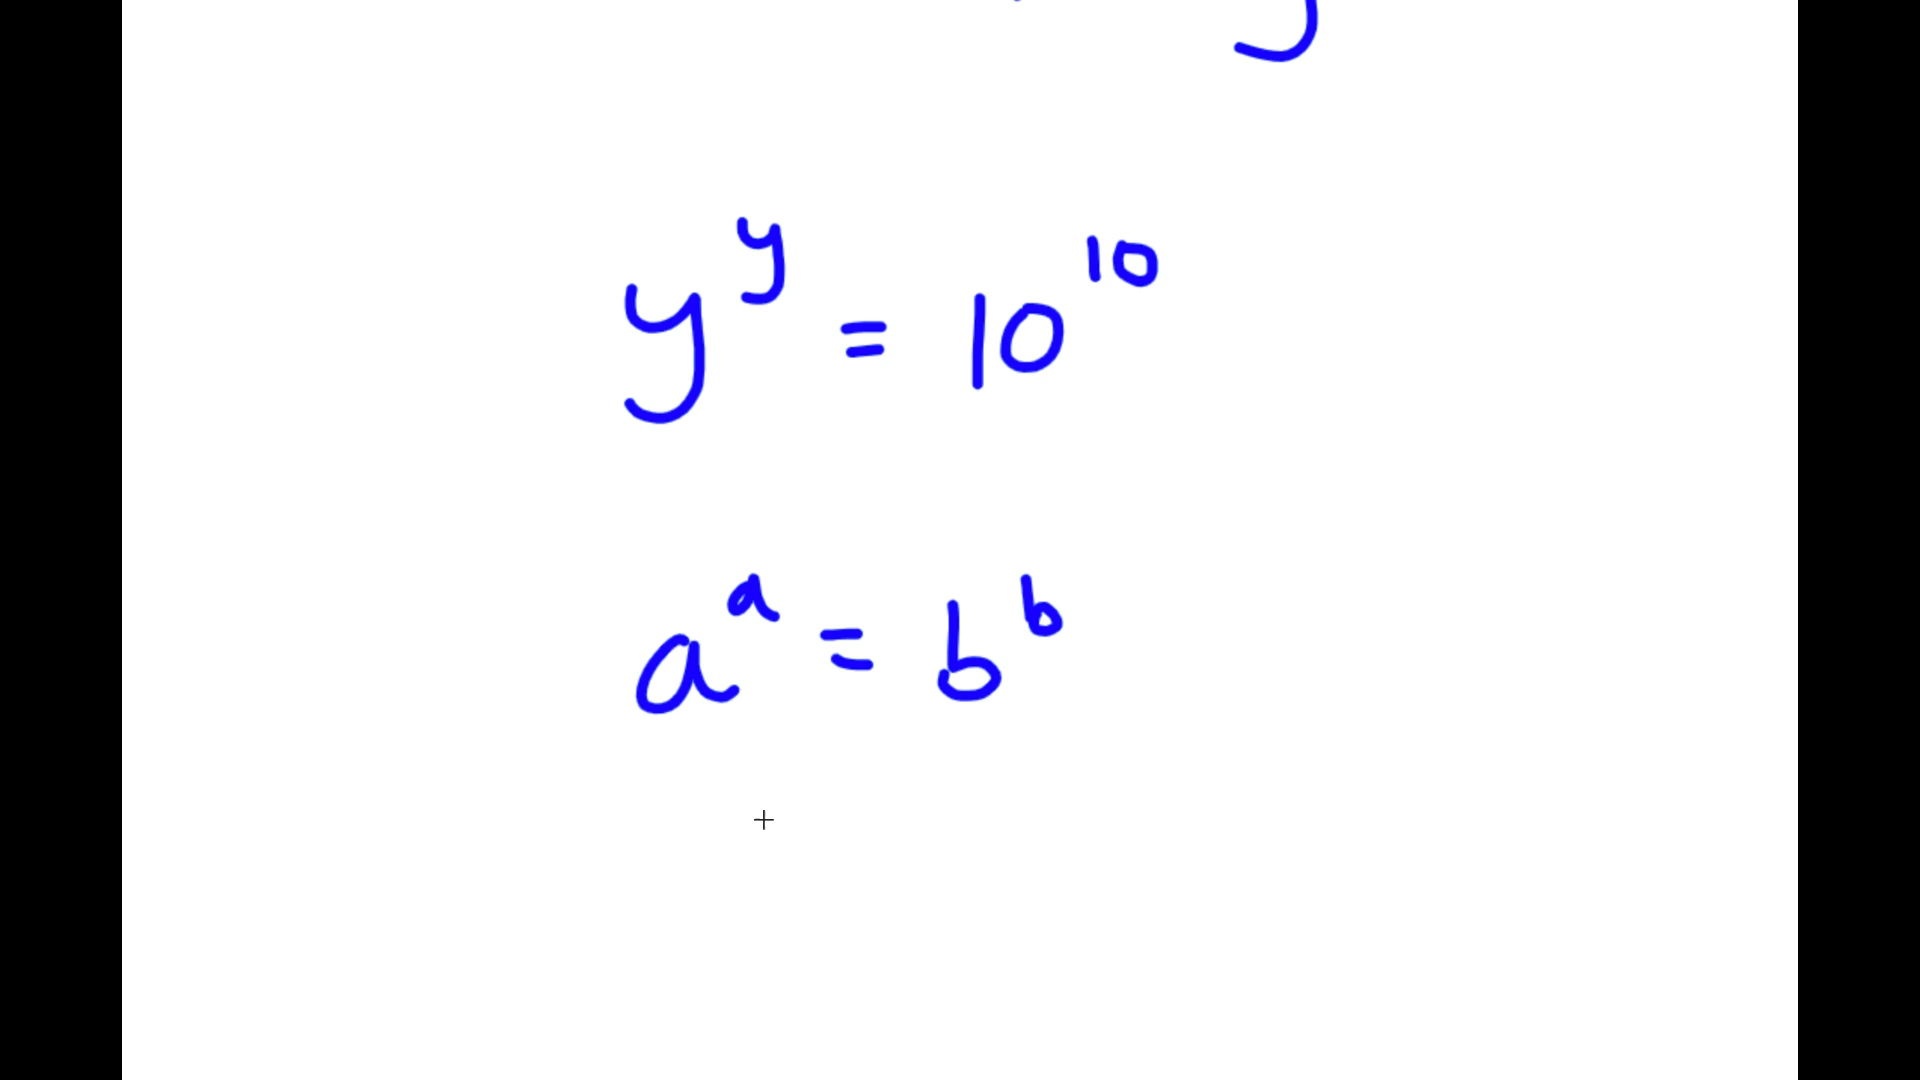 y^y = 10^10
a^a = b^b